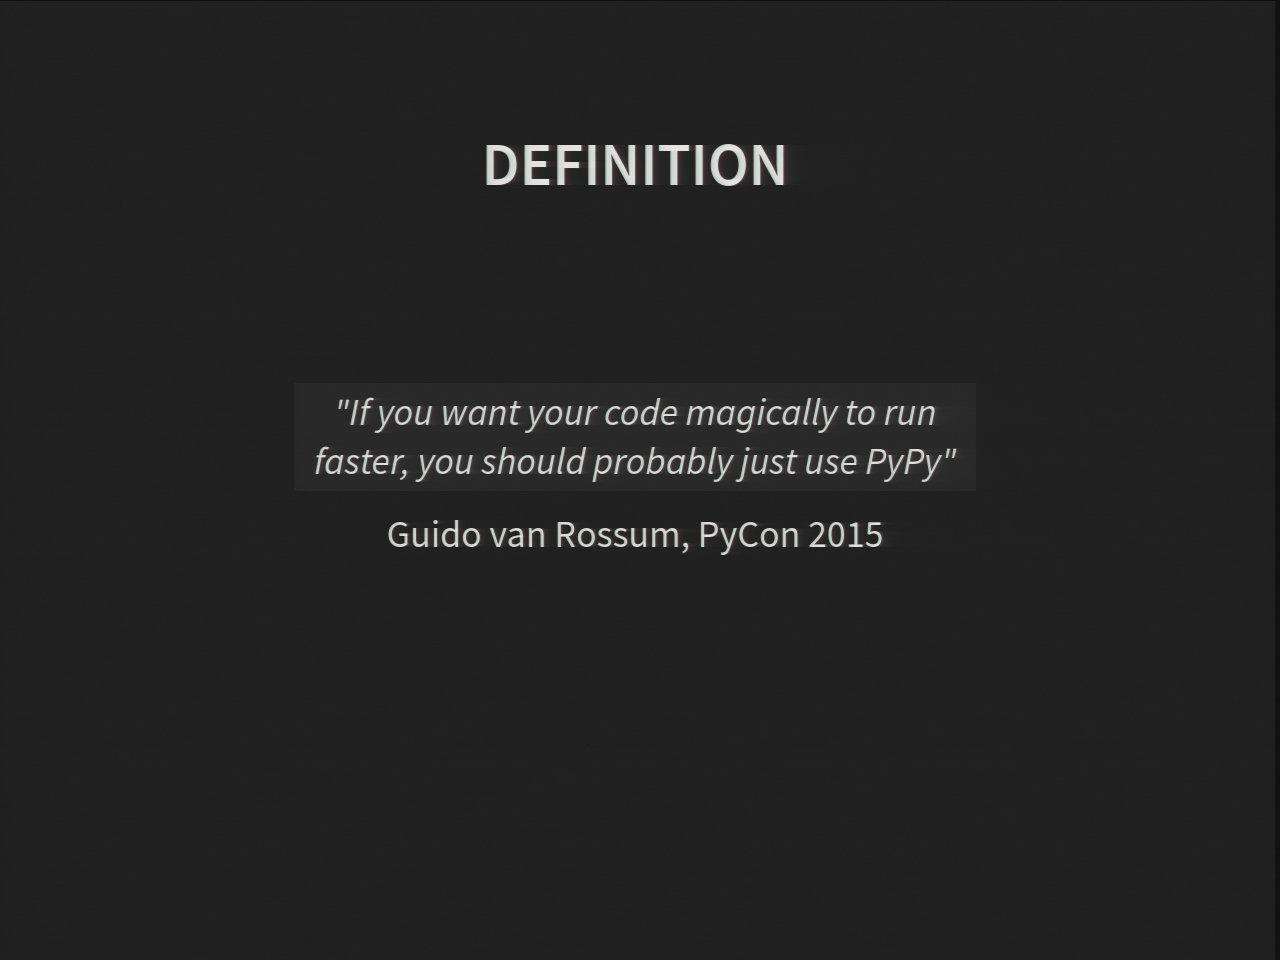 DEFINITION
"If you want your code magically to run
faster, you should probably just use PyPy"
Guido van Rossum, PyCon 2015